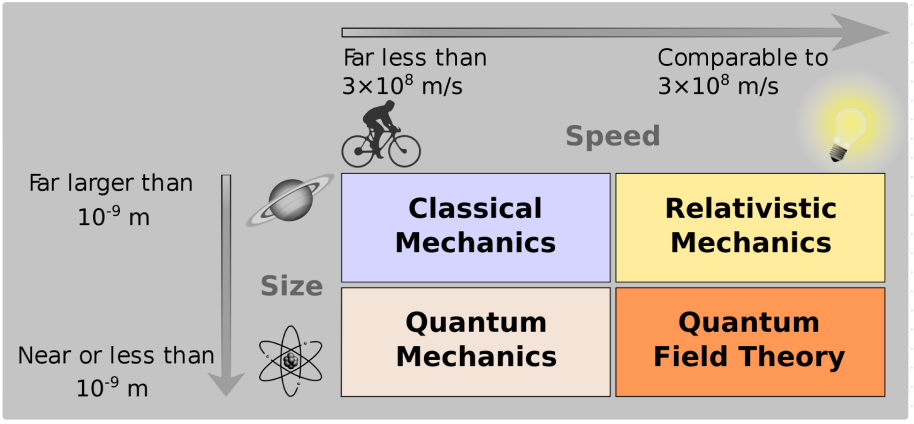 Far less than
3×10⁸ m/s
Comparable to
3×10⁸ m/s
Speed
Far larger than
10⁻⁹ m
Classical
Mechanics
Relativistic
Mechanics
Size
Near or less than
10⁻⁹ m
Quantum
Mechanics
Quantum
Field Theory